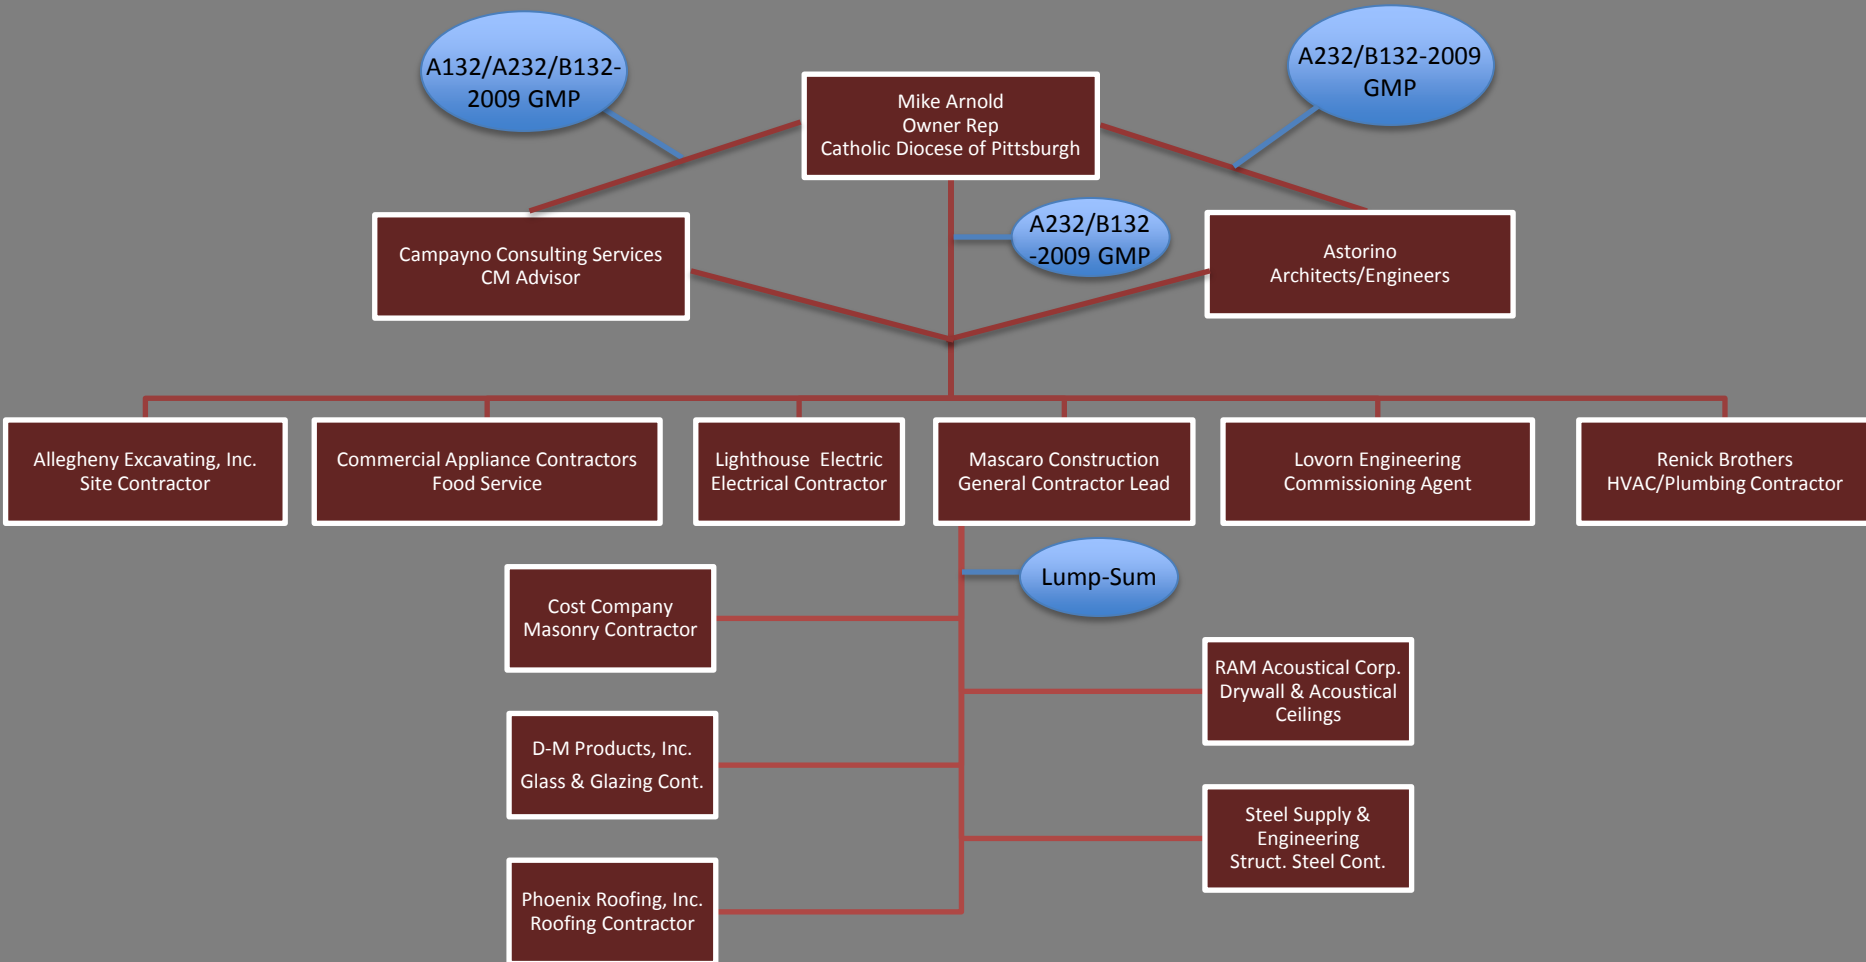 A132/A232/B132-
2009 GMP
A232/B132-2009
GMP
Mike Arnold
Owner Rep
Catholic Diocese of Pittsburgh
A232/B132
-2009 GMP
Campayno Consulting Services
CM Advisor
Astorino
Architects/Engineers
Allegheny Excavating, Inc.
Site Contractor
Commercial Appliance Contractors
Food Service
Lighthouse  Electric
Electrical Contractor
Mascaro Construction
General Contractor Lead
Lovorn Engineering
Commissioning Agent
Renick Brothers
HVAC/Plumbing Contractor
Lump-Sum
Cost Company
Masonry Contractor
RAM Acoustical Corp.
Drywall & Acoustical
Ceilings
D-M Products, Inc.
Glass & Glazing Cont.
Steel Supply &
Engineering
Struct. Steel Cont.
Phoenix Roofing, Inc.
Roofing Contractor